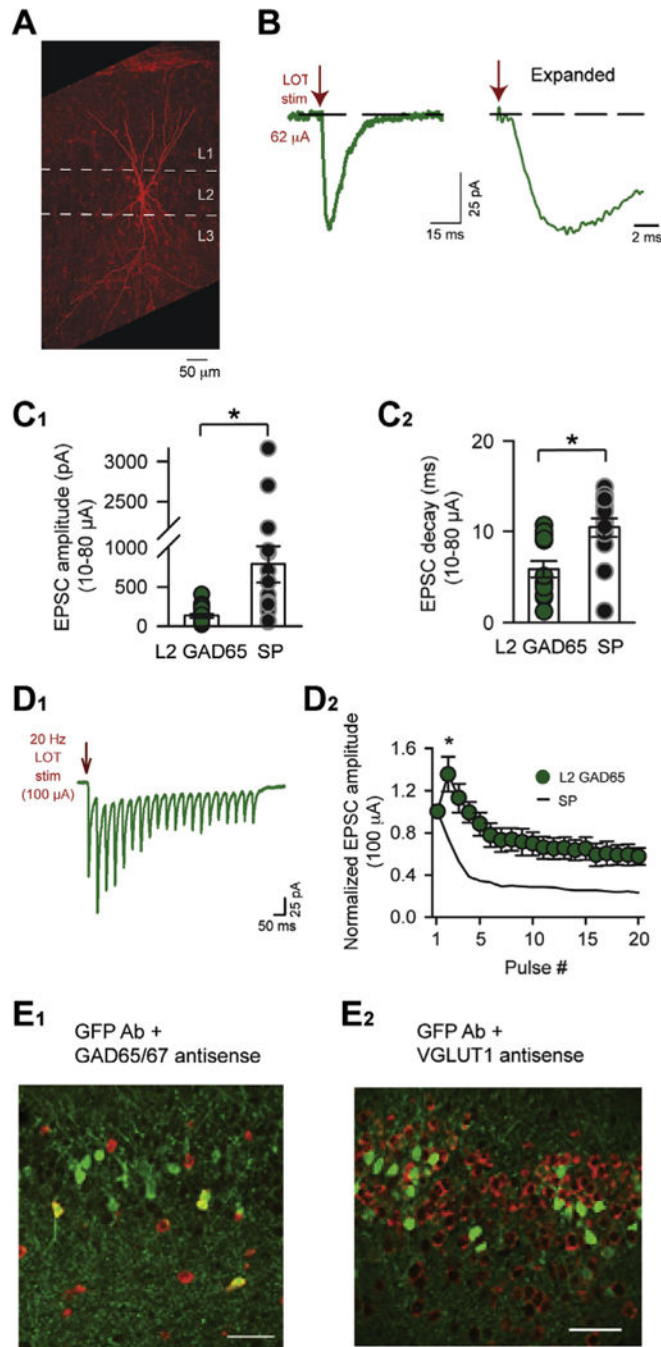 A
L1
L2
L3
50 μm
B
LOT
stim
62 μA
Expanded
25 pA
15 ms
2 ms
C1
*
EPSC amplitude (pA)
(10-80 μA)
3000
2000
1000
500
0
L2 GAD65 SP
C2
*
EPSC decay (ms)
(10-80 μA)
20
10
0
L2 GAD65 SP
D1
20 Hz
LOT
stim
(100 μA)
25 pA
50 ms
D2
*
Normalized EPSC amplitude
(100 μA)
1.6
1.2
0.8
0.4
0.0
L2 GAD65
SP
1 5 10 15 20
Pulse #
E1
GFP Ab +
GAD65/67 antisense
E2
GFP Ab +
VGLUT1 antisense